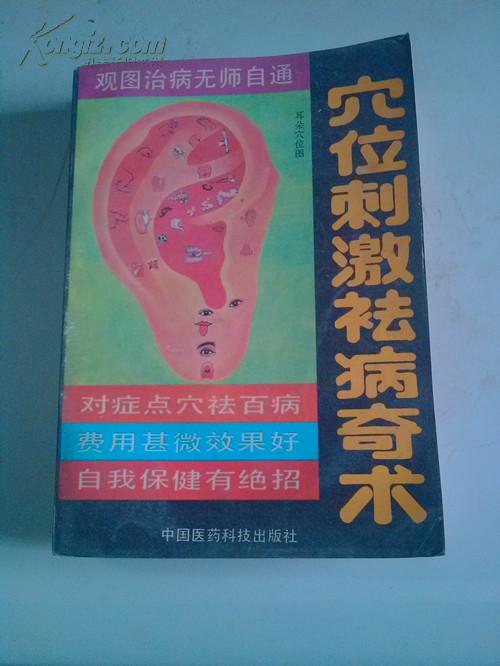 Kongfz.com
观图治病无师自通
耳朵穴位图
穴位刺激祛病奇术
对症点穴祛百病
费用甚微效果好
自我保健有绝招
中国医药科技出版社